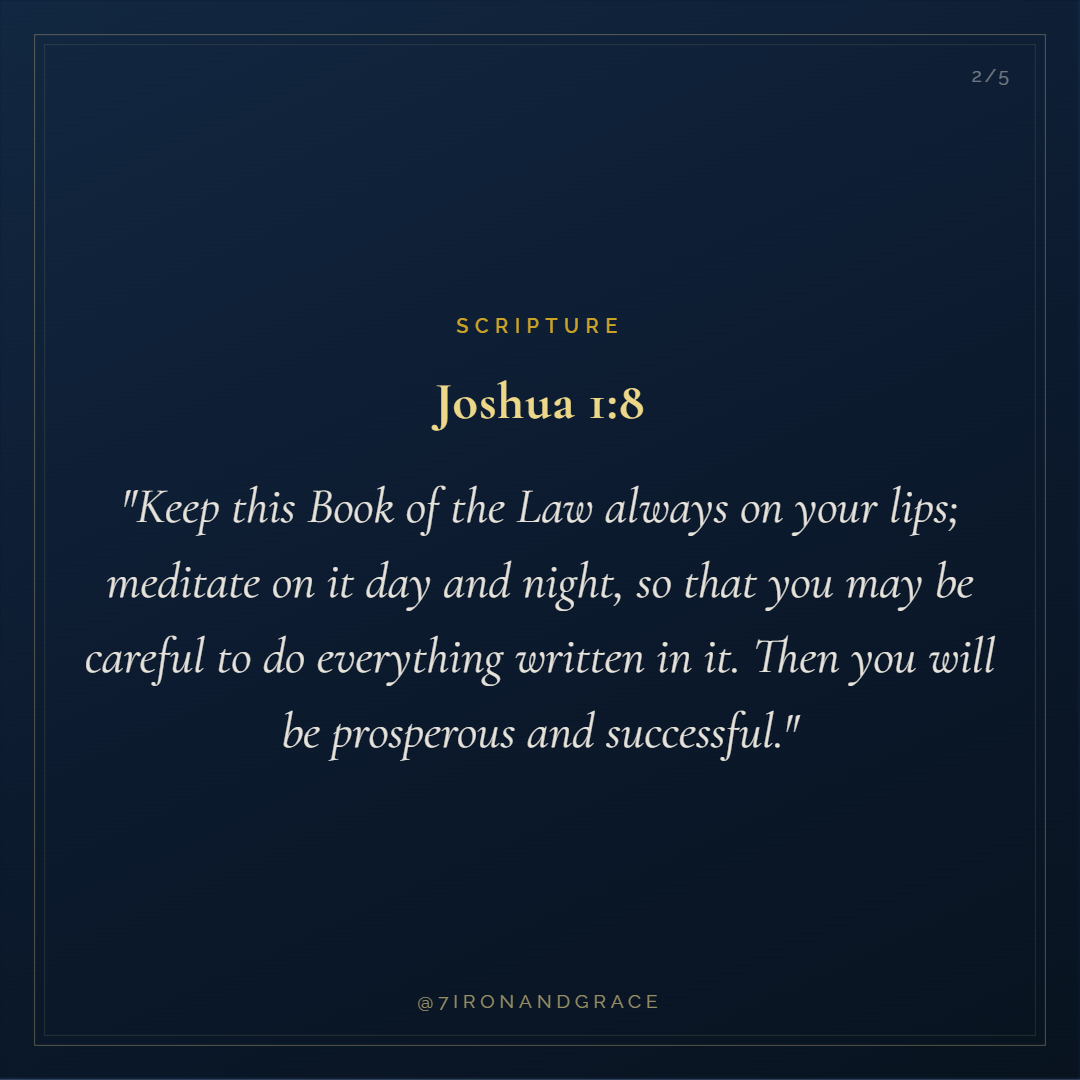 2/5
SCRIPTURE
Joshua 1:8
"Keep this Book of the Law always on your lips;
meditate on it day and night, so that you may be
careful to do everything written in it. Then you will
be prosperous and successful."
@7IRONANDGRACE